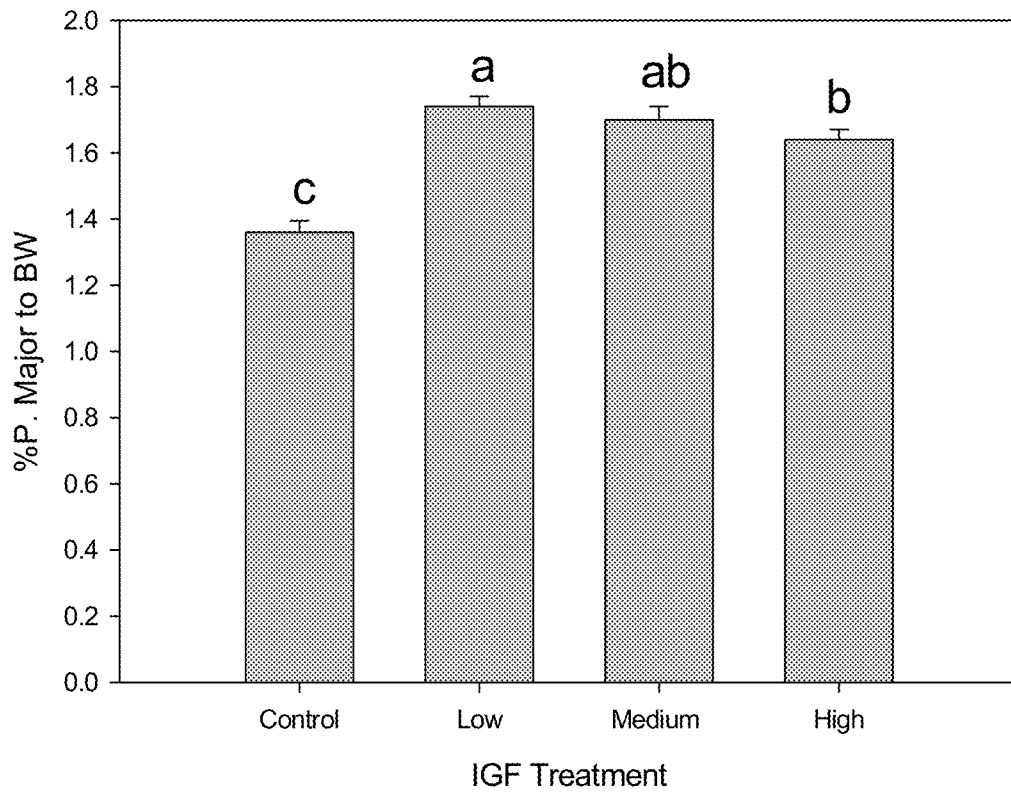 %P. Major to BW
2.0
1.8
1.6
1.4
1.2
1.0
0.8
0.6
0.4
0.2
0.0
c
a
ab
b
Control
Low
Medium
High
IGF Treatment